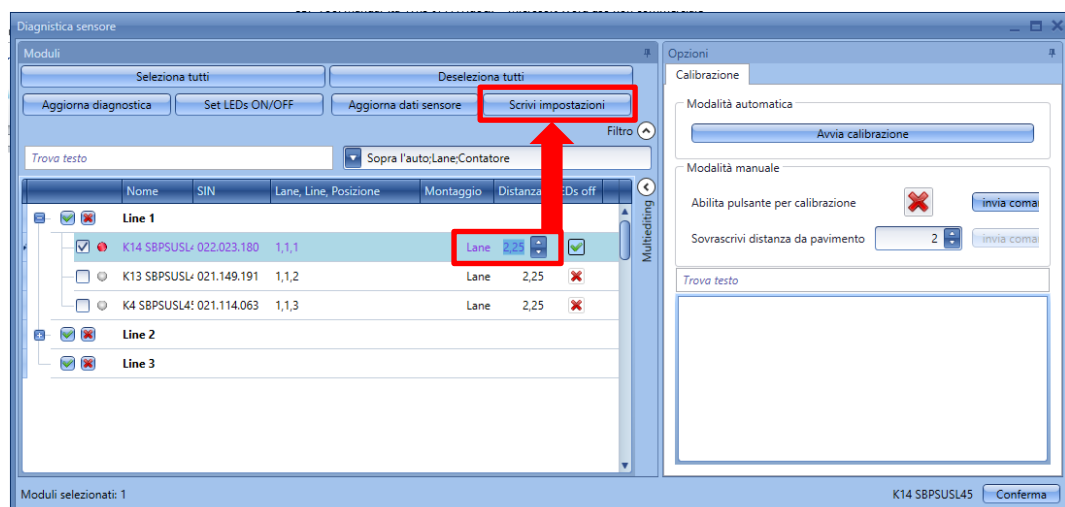 Diagnistica sensore
Moduli
Seleziona tutti
Deseleziona tutti
Aggiorna diagnostica
Set LEDs ON/OFF
Aggiorna dati sensore
Scrivi impostazioni
Filtro
Trova testo
Sopra l'auto;Lane;Contatore
Nome SIN Lane, Line, Posizione Montaggio Distanza EDs off
Line 1
K14 SBPSUSL4 022.023.180 1,1,1 Lane 2,25
K13 SBPSUSL4 021.149.191 1,1,2 Lane 2,25
K4 SBPSUSL4 021.114.063 1,1,3 Lane 2,25
Line 2
Line 3
Multiediting
Moduli selezionati: 1
Opzioni
Calibrazione
Modalità automatica
Avvia calibrazione
Modalità manuale
Abilita pulsante per calibrazione
invia coma
Sovrascrivi distanza da pavimento 2
invia coma
Trova testo
K14 SBPSUSL45
Conferma